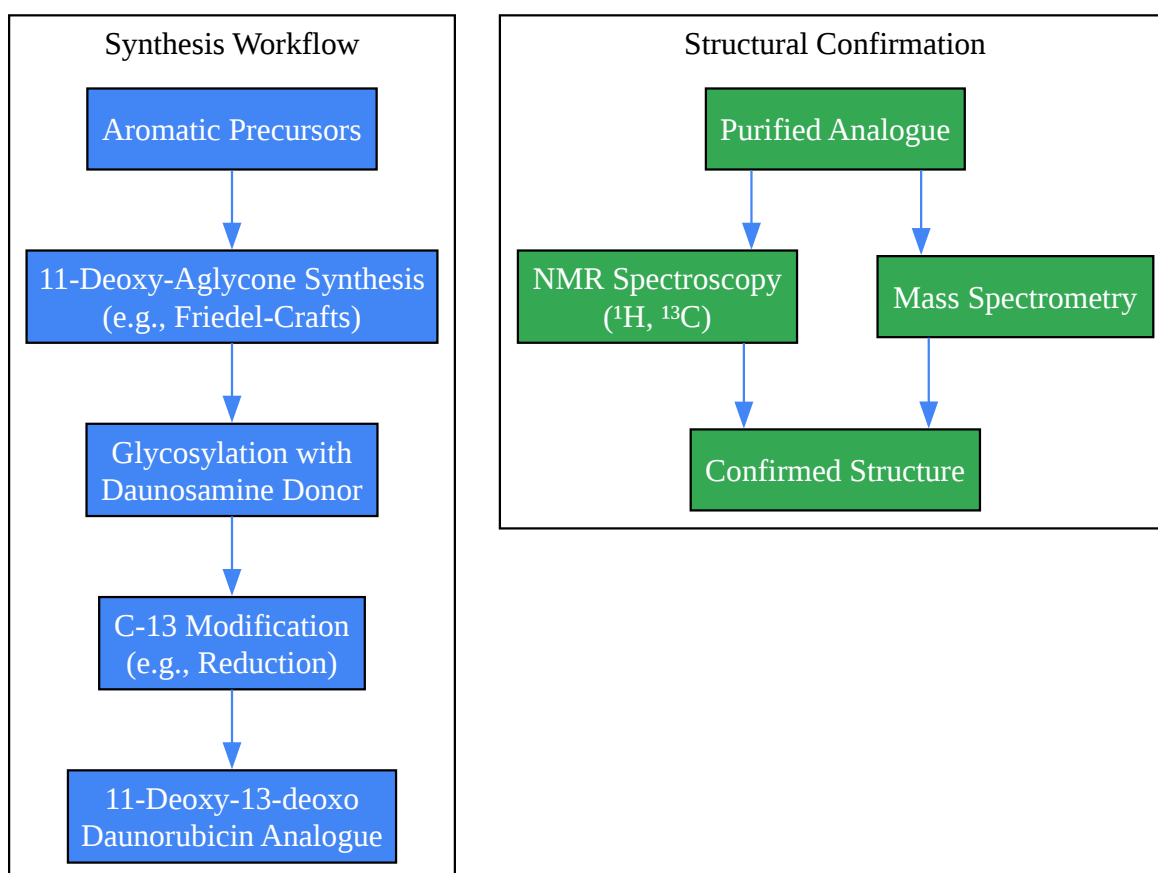 Synthesis Workflow
Aromatic Precursors
11-Deoxy-Aglycone Synthesis
(e.g., Friedel-Crafts)
Glycosylation with
Daunosamine Donor
C-13 Modification
(e.g., Reduction)
11-Deoxy-13-deoxo
Daunorubicin Analogue
Structural Confirmation
Purified Analogue
NMR Spectroscopy
(¹H, ¹³C)
Mass Spectrometry
Confirmed Structure